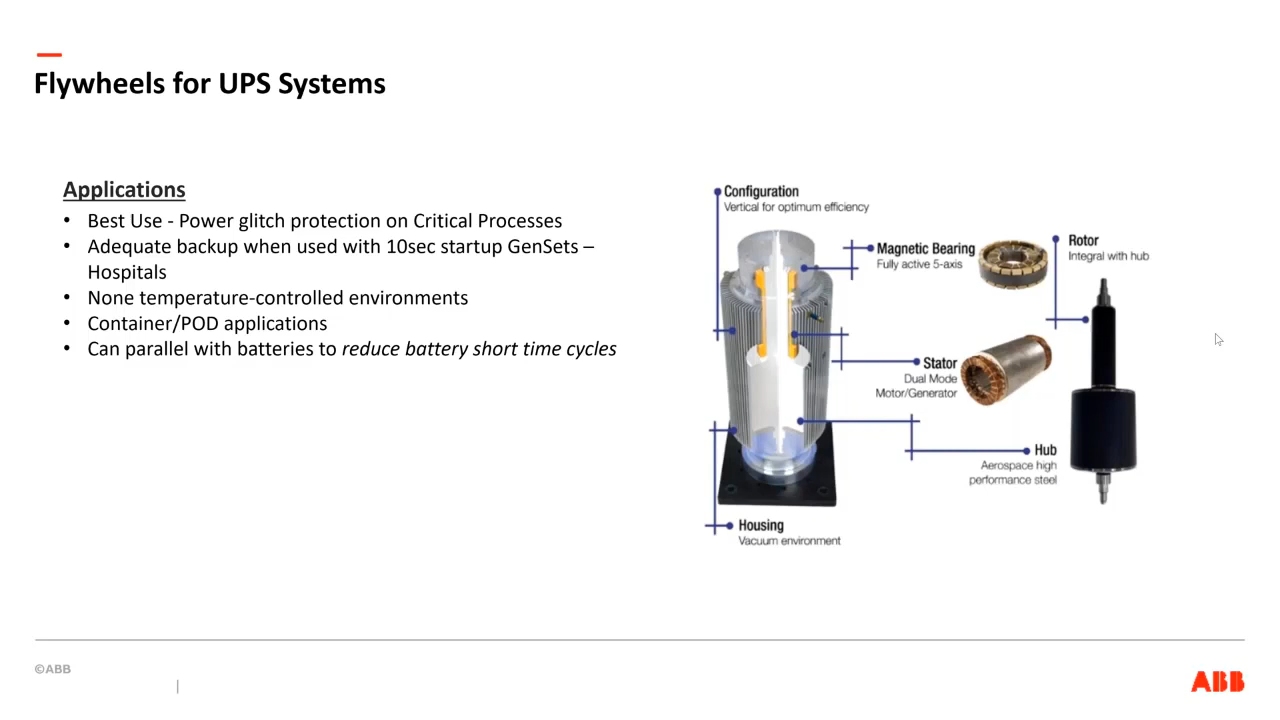 Flywheels for UPS Systems
Applications
• Best Use - Power glitch protection on Critical Processes
• Adequate backup when used with 10sec startup GenSets –
Hospitals
• None temperature-controlled environments
• Container/POD applications
• Can parallel with batteries to reduce battery short time cycles
Configuration
Vertical for optimum efficiency
Magnetic Bearing
Fully active 5-axis
Rotor
Integral with hub
Stator
Dual Mode
Motor/Generator
Hub
Aerospace high
performance steel
Housing
Vacuum environment
©ABB
|
ABB